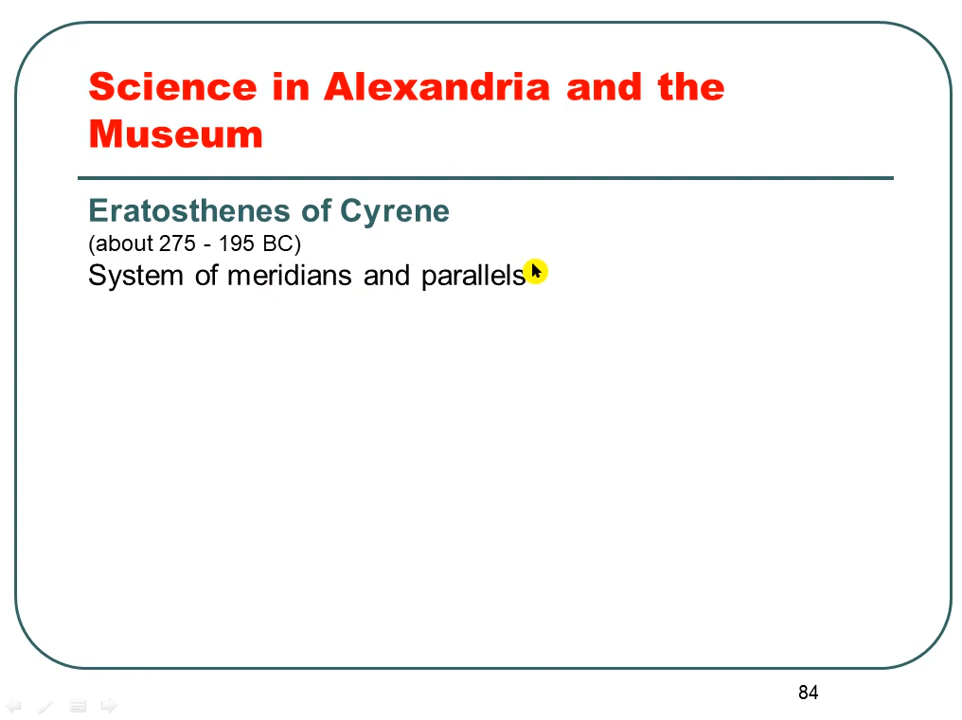 Science in Alexandria and the
Museum
Eratosthenes of Cyrene
(about 275 - 195 BC)
System of meridians and parallels
84